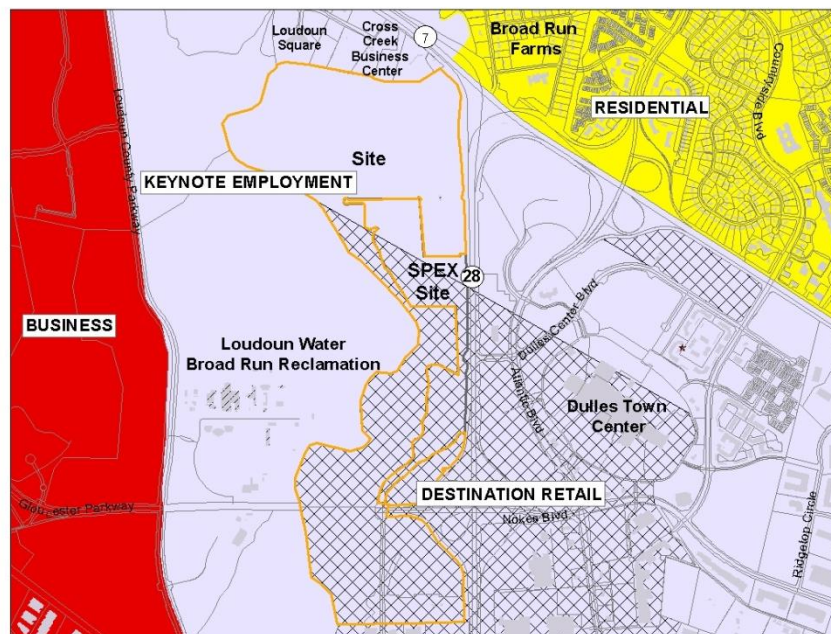 Loudoun
Square
Cross
Creek
Business
Center
7
Broad Run
Farms
Countryside Blvd
RESIDENTIAL
Loudoun County Parkway
Site
KEYNOTE EMPLOYMENT
SPEX
Site
28
BUSINESS
Loudoun Water
Broad Run Reclamation
Dulles Center Blvd
Atlantic Blvd
Dulles Town
Center
DESTINATION RETAIL
Gloucester Parkway
Nokes Blvd
Ridgetop Circle